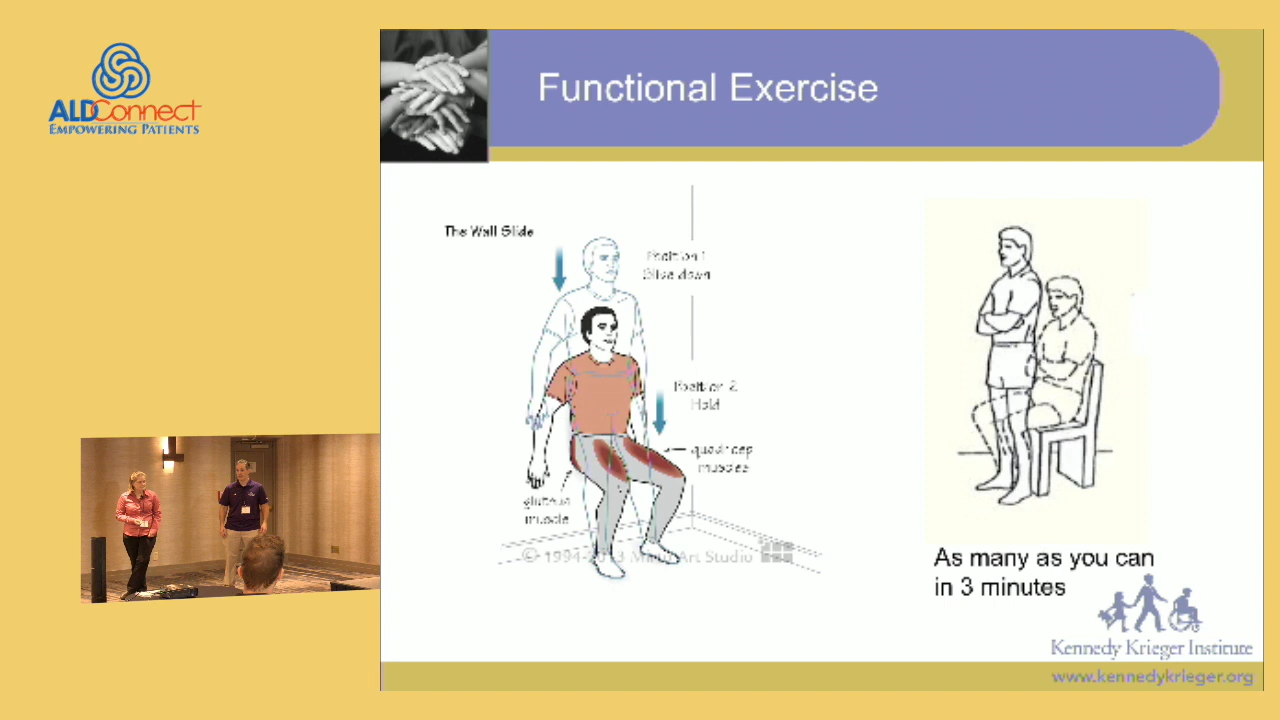 ALDConnect
EMPOWERING PATIENTS
Functional Exercise
The Wall Slide
Position 1
Slide down
Position 2
Hold
quadricep
muscles
gluteus
muscle
As many as you can
in 3 minutes
Kennedy Krieger Institute
www.kennedykrieger.org